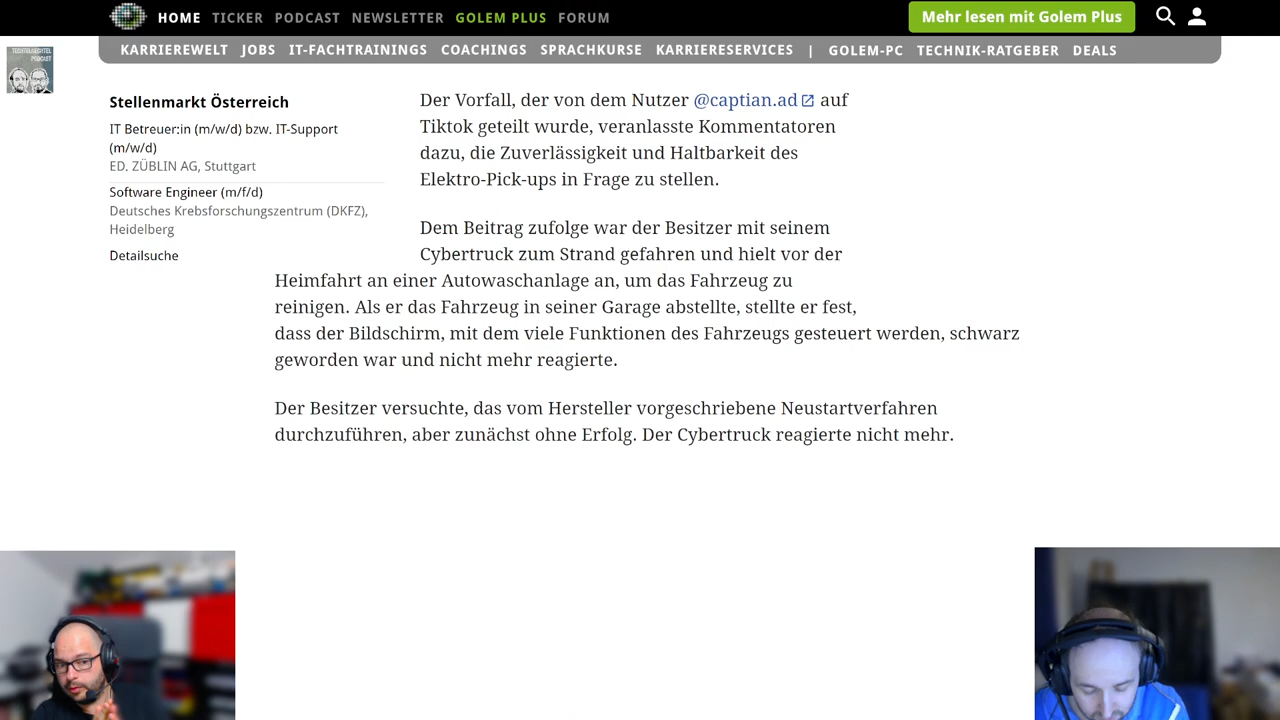 HOME TICKER PODCAST NEWSLETTER GOLEM PLUS FORUM
Mehr lesen mit Golem Plus
KARRIEREWELT JOBS IT-FACHTRAININGS COACHINGS SPRACHKURSE KARRIERESERVICES | GOLEM-PC TECHNIK-RATGEBER DEALS
TECHTELMECHTEL
PODCAST
Stellenmarkt Österreich
IT Betreuer:in (m/w/d) bzw. IT-Support
(m/w/d)
ED. ZÜBLIN AG, Stuttgart
Software Engineer (m/f/d)
Deutsches Krebsforschungszentrum (DKFZ),
Heidelberg
Detailsuche
Der Vorfall, der von dem Nutzer @captian.ad auf
Tiktok geteilt wurde, veranlasste Kommentatoren
dazu, die Zuverlässigkeit und Haltbarkeit des
Elektro-Pick-ups in Frage zu stellen.
Dem Beitrag zufolge war der Besitzer mit seinem
Cybertruck zum Strand gefahren und hielt vor der
Heimfahrt an einer Autowaschanlage an, um das Fahrzeug zu
reinigen. Als er das Fahrzeug in seiner Garage abstellte, stellte er fest,
dass der Bildschirm, mit dem viele Funktionen des Fahrzeugs gesteuert werden, schwarz
geworden war und nicht mehr reagierte.
Der Besitzer versuchte, das vom Hersteller vorgeschriebene Neustartverfahren
durchzuführen, aber zunächst ohne Erfolg. Der Cybertruck reagierte nicht mehr.